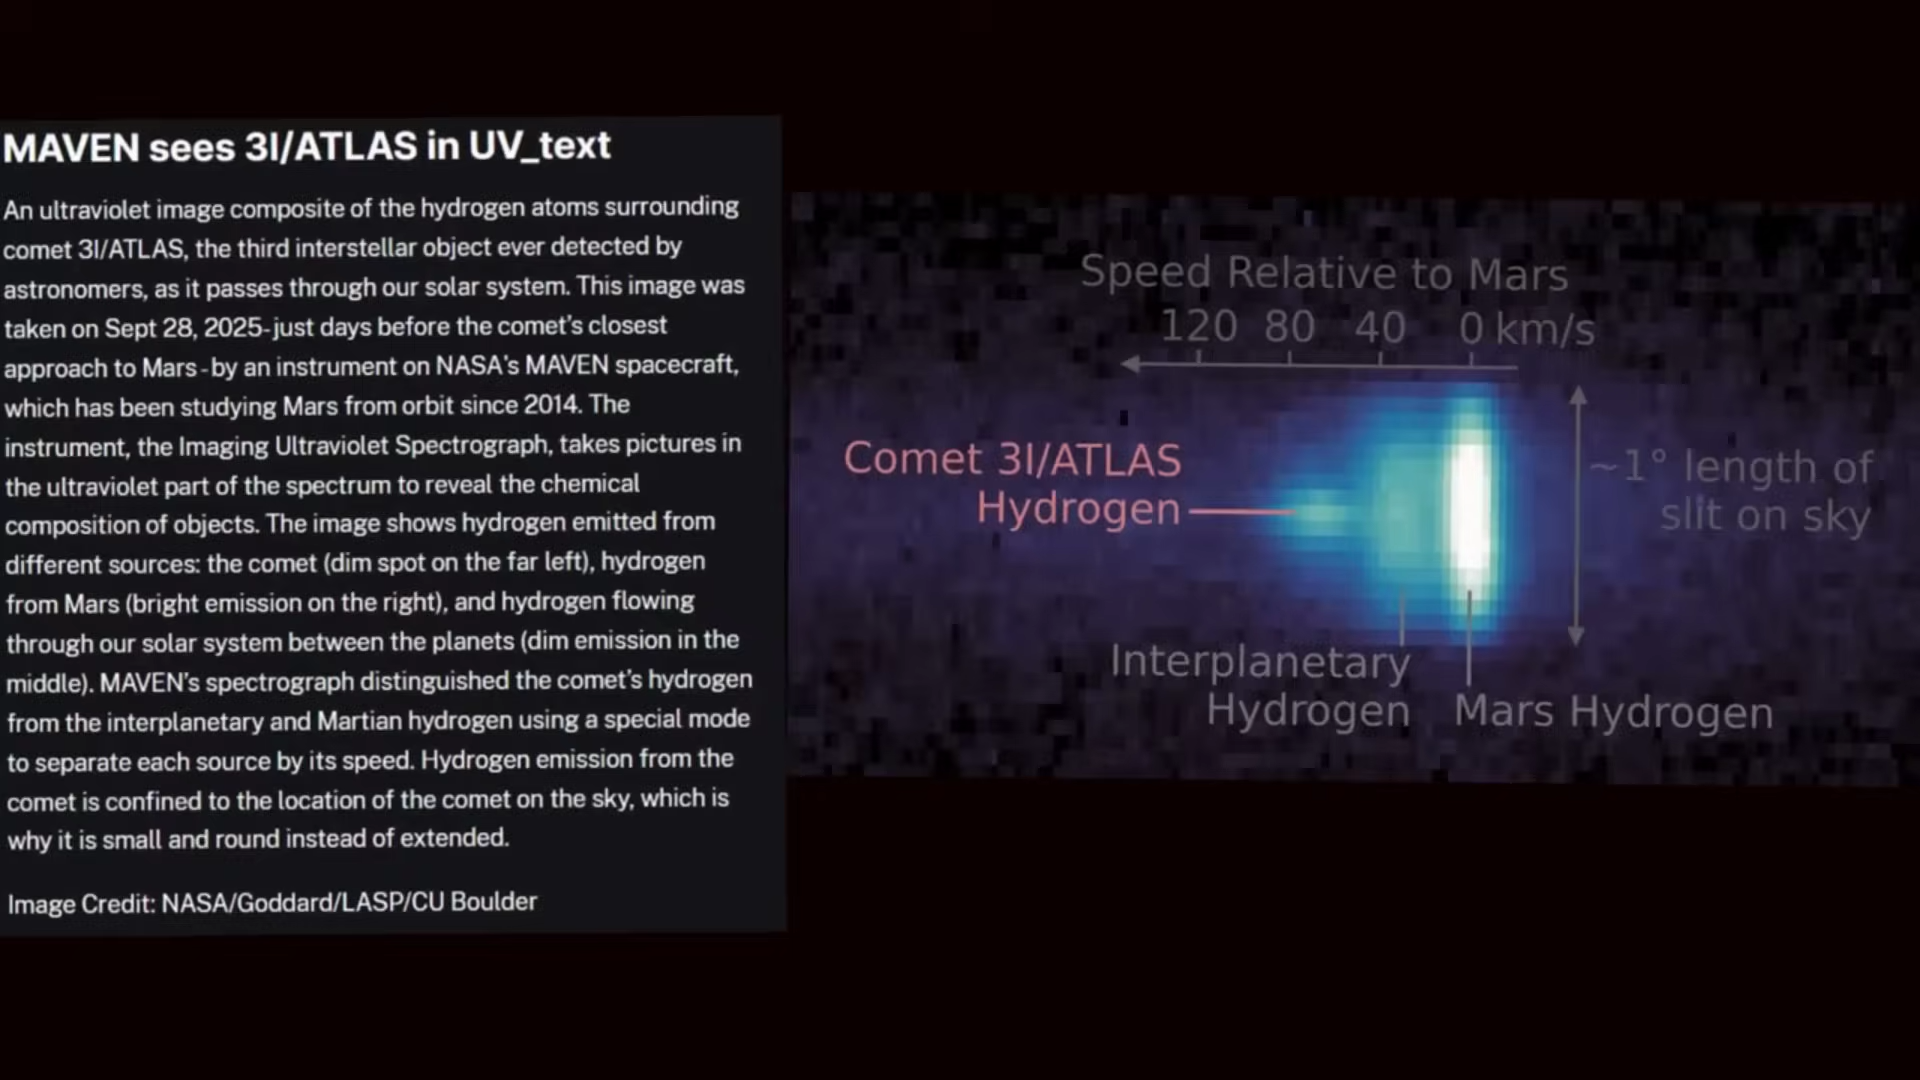 MAVEN sees 3I/ATLAS in UV_text
An ultraviolet image composite of the hydrogen atoms surrounding
comet 3I/ATLAS, the third interstellar object ever detected by
astronomers, as it passes through our solar system. This image was
taken on Sept 28, 2025-just days before the comet's closest
approach to Mars-by an instrument on NASA's MAVEN spacecraft,
which has been studying Mars from orbit since 2014. The
instrument, the Imaging Ultraviolet Spectrograph, takes pictures in
the ultraviolet part of the spectrum to reveal the chemical
composition of objects. The image shows hydrogen emitted from
different sources: the comet (dim spot on the far left), hydrogen
from Mars (bright emission on the right), and hydrogen flowing
through our solar system between the planets (dim emission in the
middle). MAVEN's spectrograph distinguished the comet's hydrogen
from the interplanetary and Martian hydrogen using a special mode
to separate each source by its speed. Hydrogen emission from the
comet is confined to the location of the comet on the sky, which is
why it is small and round instead of extended.
Image Credit: NASA/Goddard/LASP/CU Boulder
Speed Relative to Mars
120 80 40 0 km/s
Comet 3I/ATLAS
Hydrogen
~1° length of
slit on sky
Interplanetary
Hydrogen
Mars Hydrogen